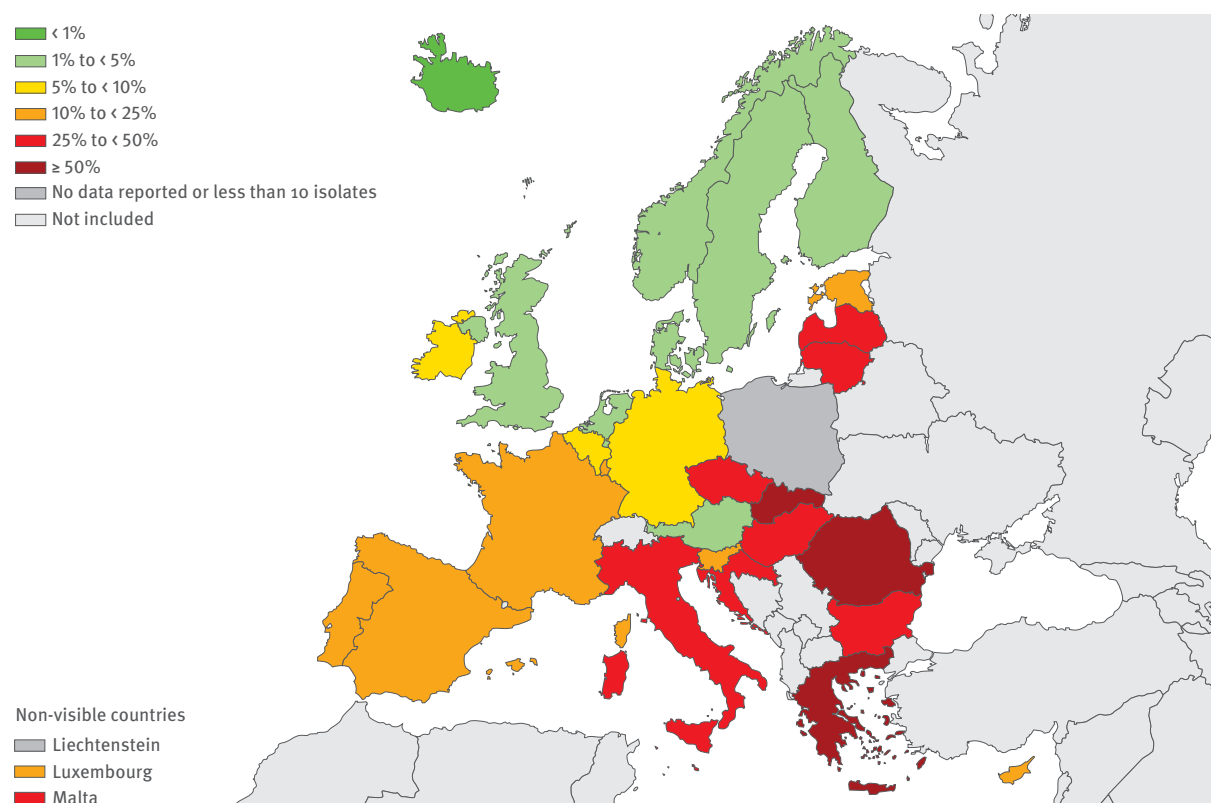 < 1%
1% to < 5%
5% to < 10%
10% to < 25%
25% to < 50%
≥ 50%
No data reported or less than 10 isolates
Not included
Non-visible countries
Liechtenstein
Luxembourg
Malta